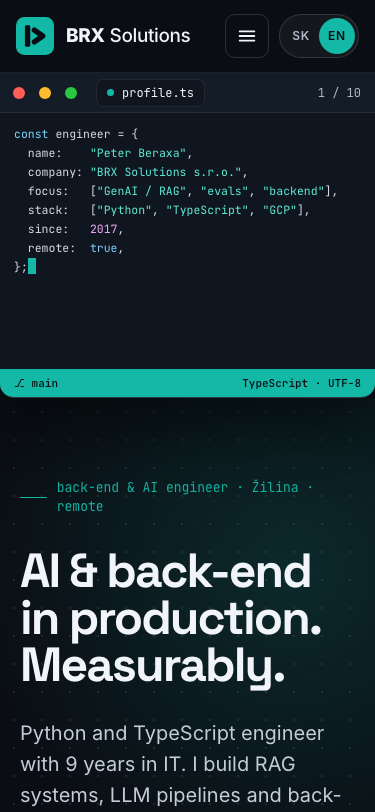 BRX Solutions
SK EN
profile.ts
1 / 10
const engineer = {
name: "Peter Beraxa",
company: "BRX Solutions s.r.o.",
focus: ["GenAI / RAG", "evals", "backend"],
stack: ["Python", "TypeScript", "GCP"],
since: 2017,
remote: true,
};
⎇ main
TypeScript · UTF-8
back-end & AI engineer · Žilina ·
remote
AI & back-end
in production.
Measurably.
Python and TypeScript engineer
with 9 years in IT. I build RAG
systems, LLM pipelines and back-